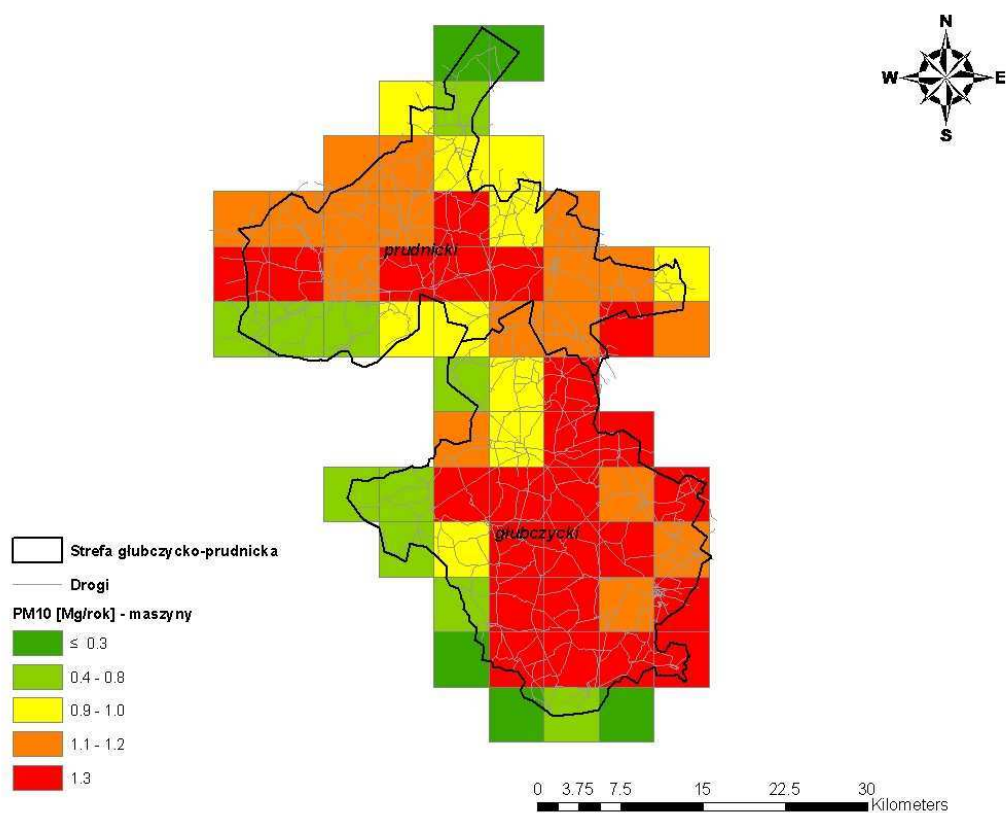 N
W E
S
prudnicki
głubczycki
Strefa głubczycko-prudnicka
Drogi
PM10 [Mg/rok] - maszyny
≤ 0.3
0.4 - 0.8
0.9 - 1.0
1.1 - 1.2
1.3
0 3.75 7.5 15 22.5 30
Kilometers